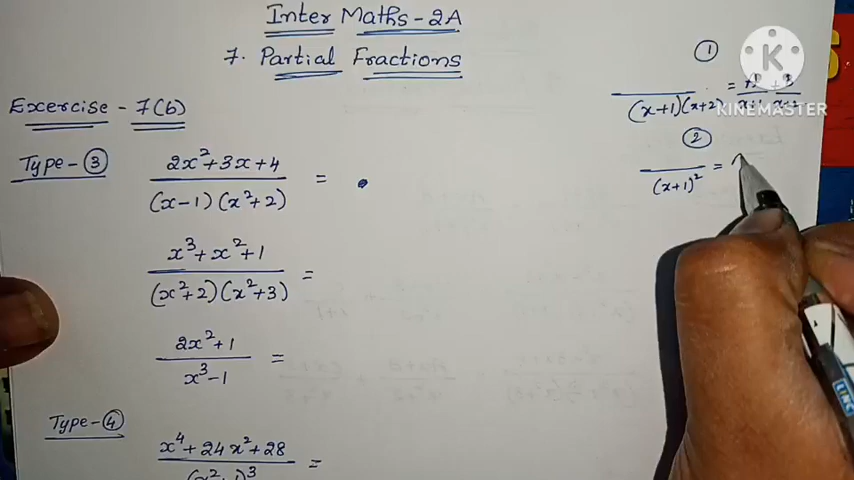 Inter Maths - 2A
7. Partial Fractions
Exercise - 7(b)
Type - ③
(2x²+3x+4)/((x-1)(x²+2)) =
(x³+x²+1)/((x²+2)(x²+3)) =
(2x²+1)/(x³-1) =
Type - ④
x⁴+24x²+28 =
①
(x+1)(x+2) =
②
(x+1)² =
K
KINEMASTER
LINC